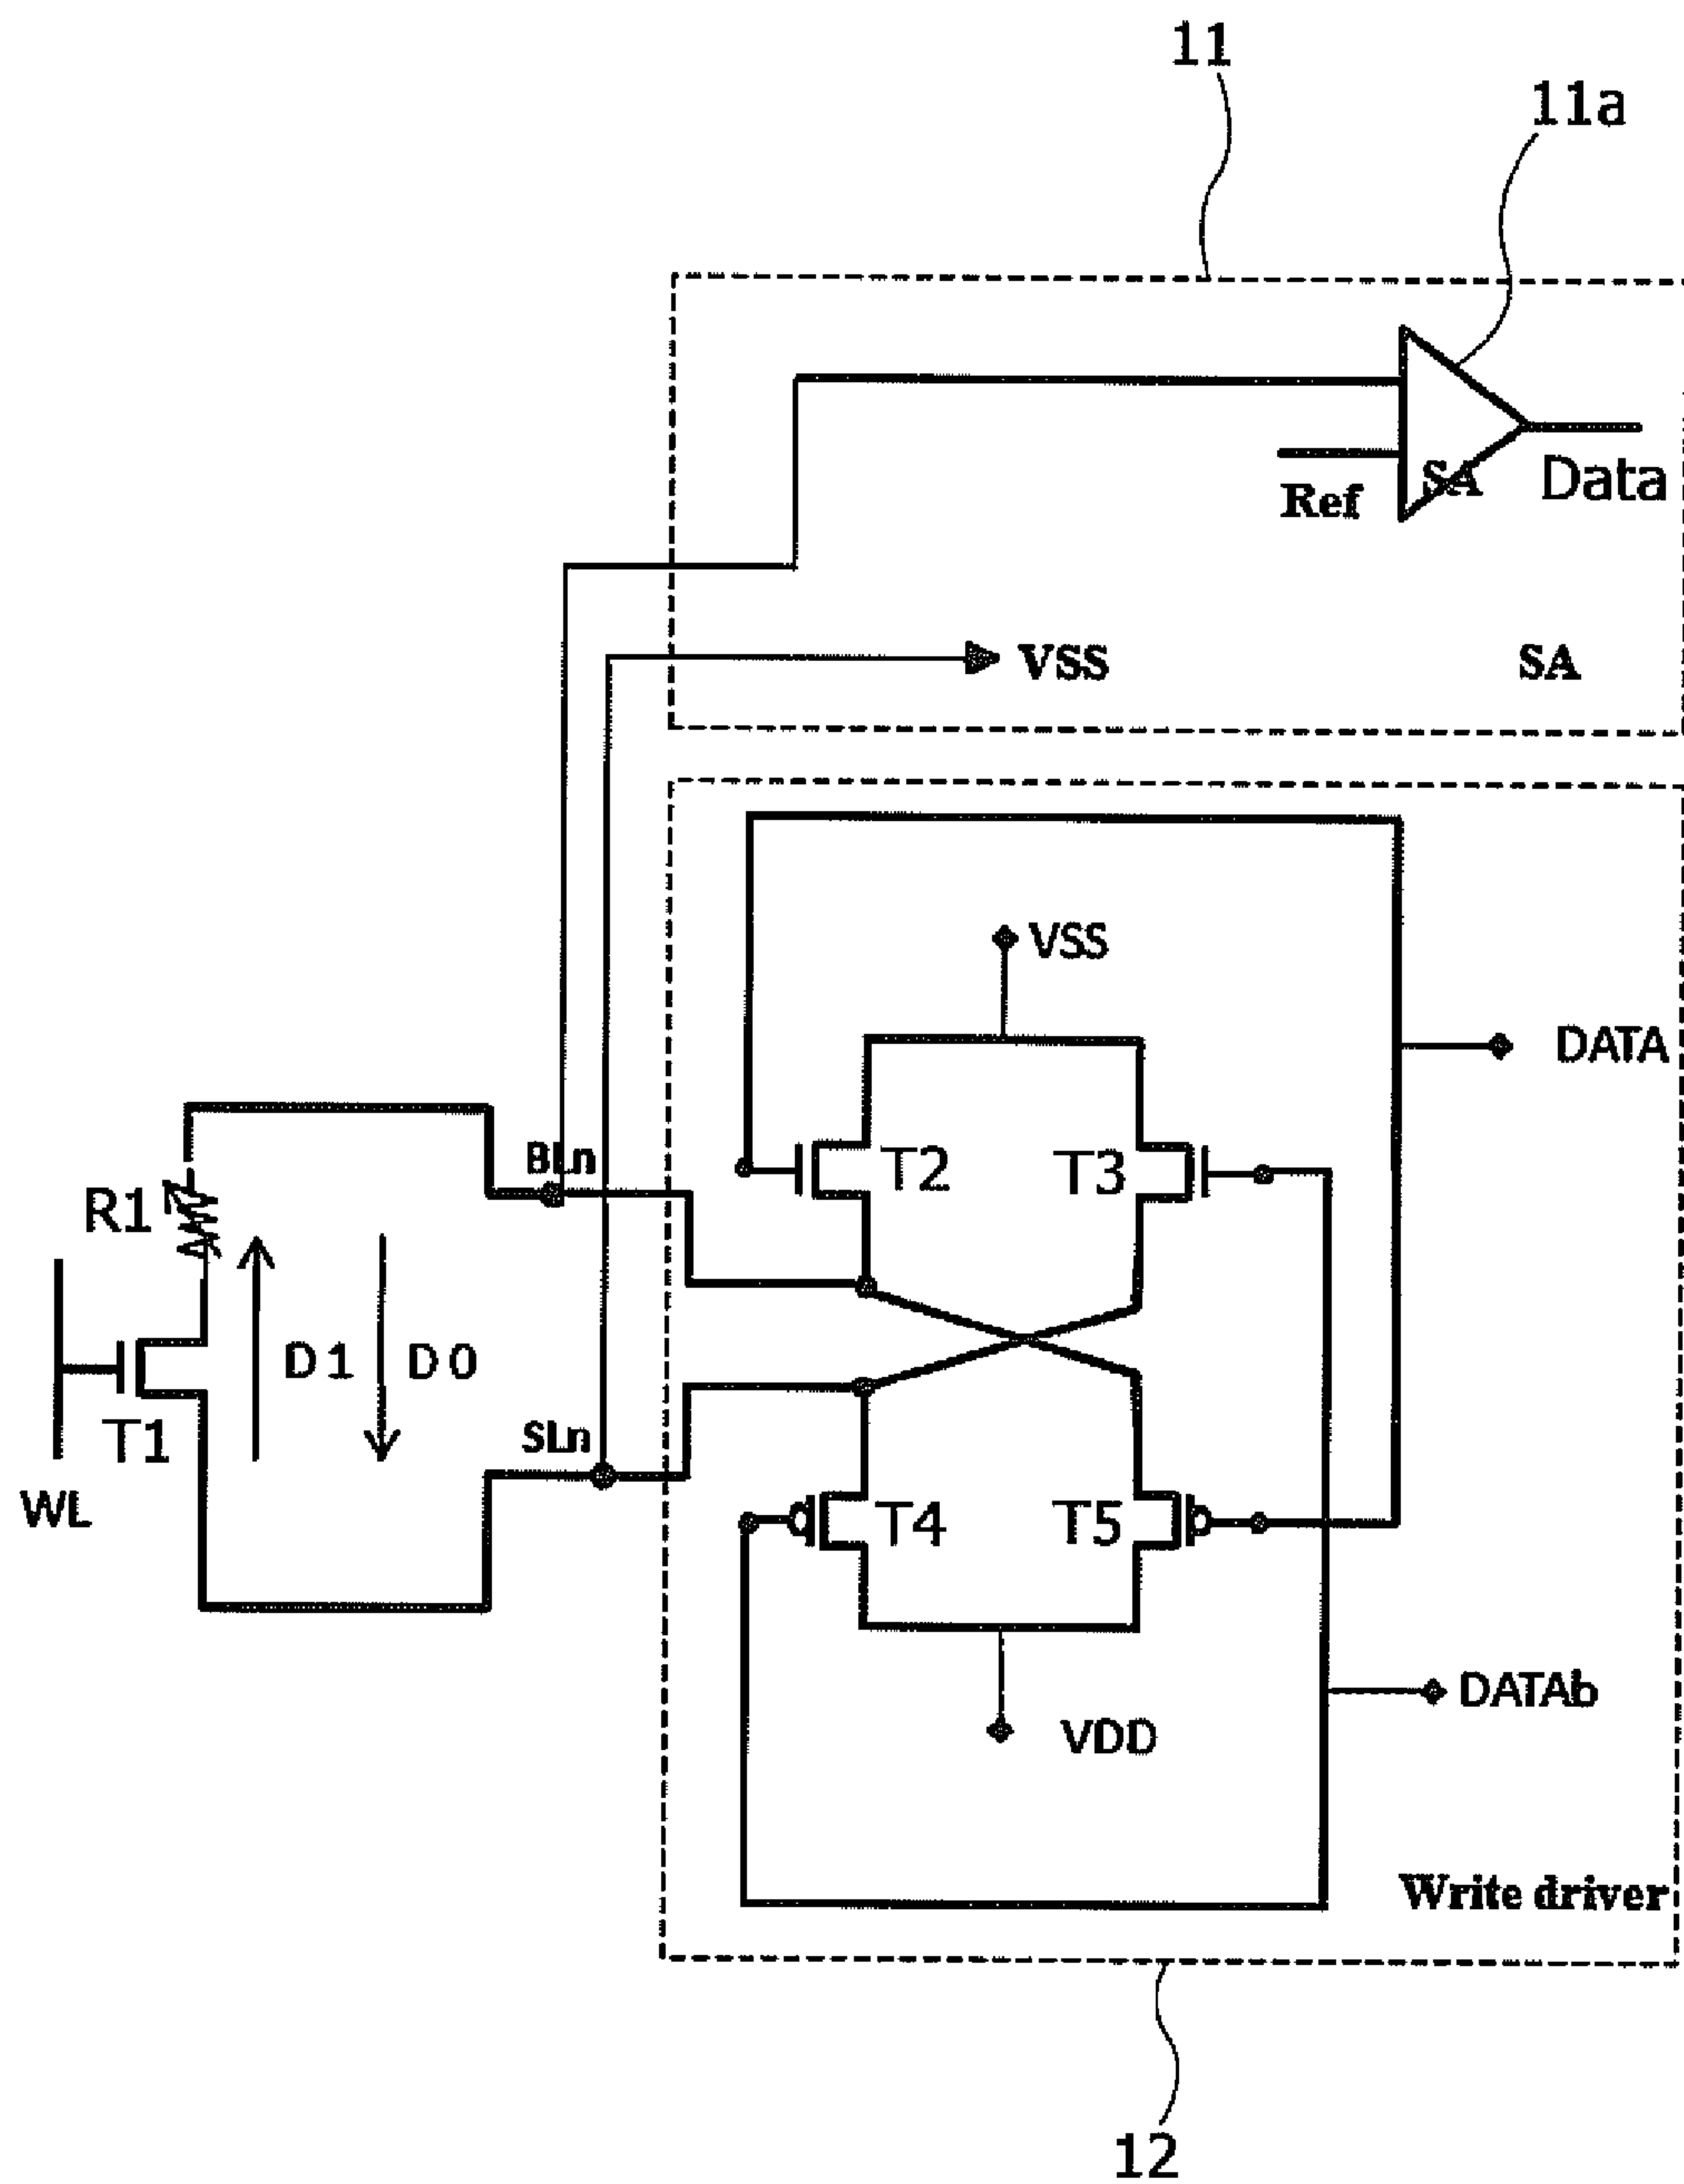 11
11a
SA
Ref
Data
VSS
SA
VSS
DATA
BLn
T2
T3
R1
D1
D0
SLn
T1
WL
T4
T5
DATAb
VDD
Write driver
12